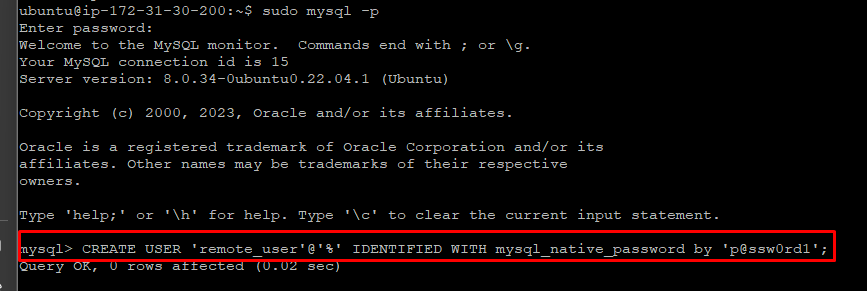 ubuntu@ip-172-31-30-200:~$ sudo mysql -p
Enter password:
Welcome to the MySQL monitor.  Commands end with ; or \g.
Your MySQL connection id is 15
Server version: 8.0.34-0ubuntu0.22.04.1 (Ubuntu)
Copyright (c) 2000, 2023, Oracle and/or its affiliates.
Oracle is a registered trademark of Oracle Corporation and/or its
affiliates. Other names may be trademarks of their respective
owners.
Type 'help;' or '\h' for help. Type '\c' to clear the current input statement.
mysql> CREATE USER 'remote_user'@'%' IDENTIFIED WITH mysql_native_password by 'p@ssw0rd1';
Query OK, 0 rows affected (0.02 sec)